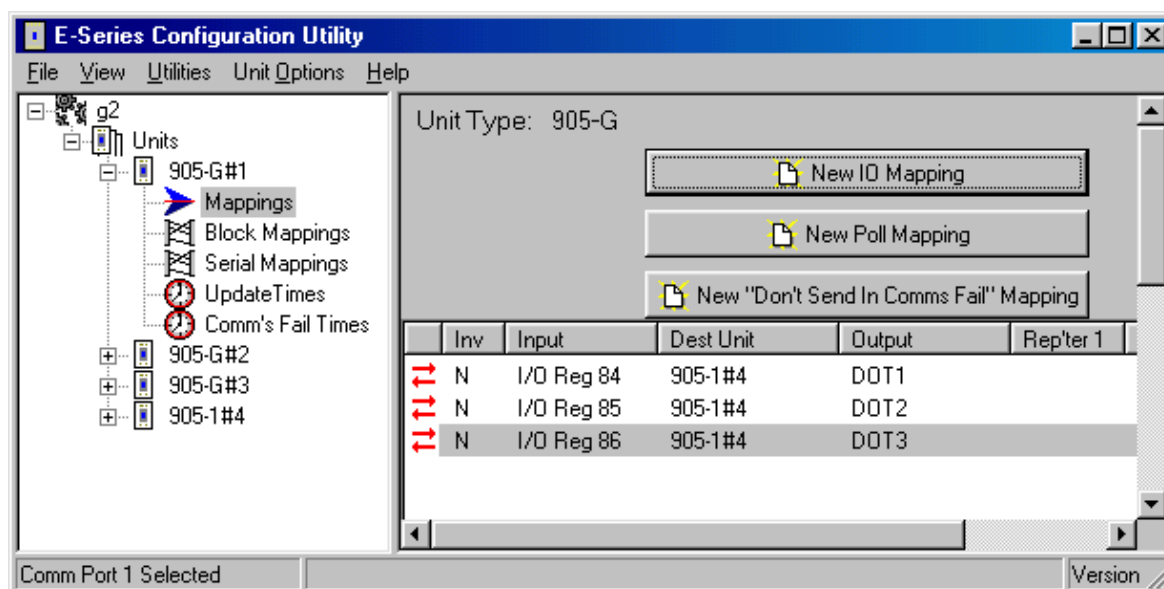 E-Series Configuration Utility
File View Utilities Unit Options Help
g2
Units
905-G#1
Mappings
Block Mappings
Serial Mappings
UpdateTimes
Comm's Fail Times
905-G#2
905-G#3
905-1#4
Unit Type: 905-G
New IO Mapping
New Poll Mapping
New "Don't Send In Comms Fail" Mapping
Inv Input Dest Unit Output Rep'ter 1
N I/O Reg 84 905-1#4 DOT1
N I/O Reg 85 905-1#4 DOT2
N I/O Reg 86 905-1#4 DOT3
Comm Port 1 Selected Version